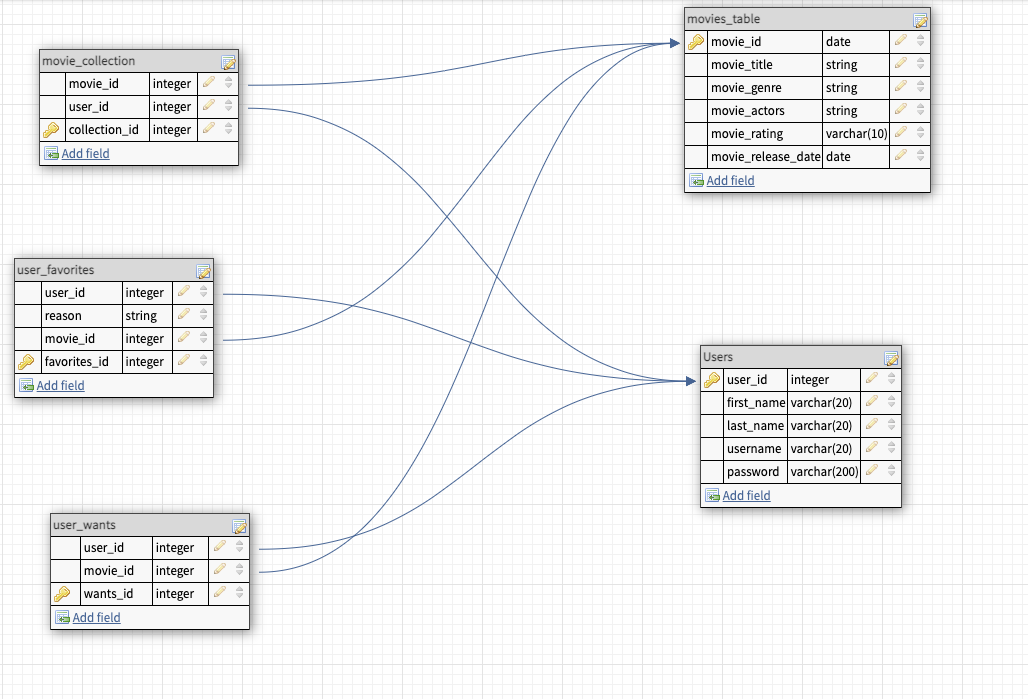 movie_collection
movie_id integer
user_id integer
collection_id integer
Add field
movies_table
movie_id date
movie_title string
movie_genre string
movie_actors string
movie_rating varchar(10)
movie_release_date date
Add field
user_favorites
user_id integer
reason string
movie_id integer
favorites_id integer
Add field
Users
user_id integer
first_name varchar(20)
last_name varchar(20)
username varchar(20)
password varchar(200)
Add field
user_wants
user_id integer
movie_id integer
wants_id integer
Add field